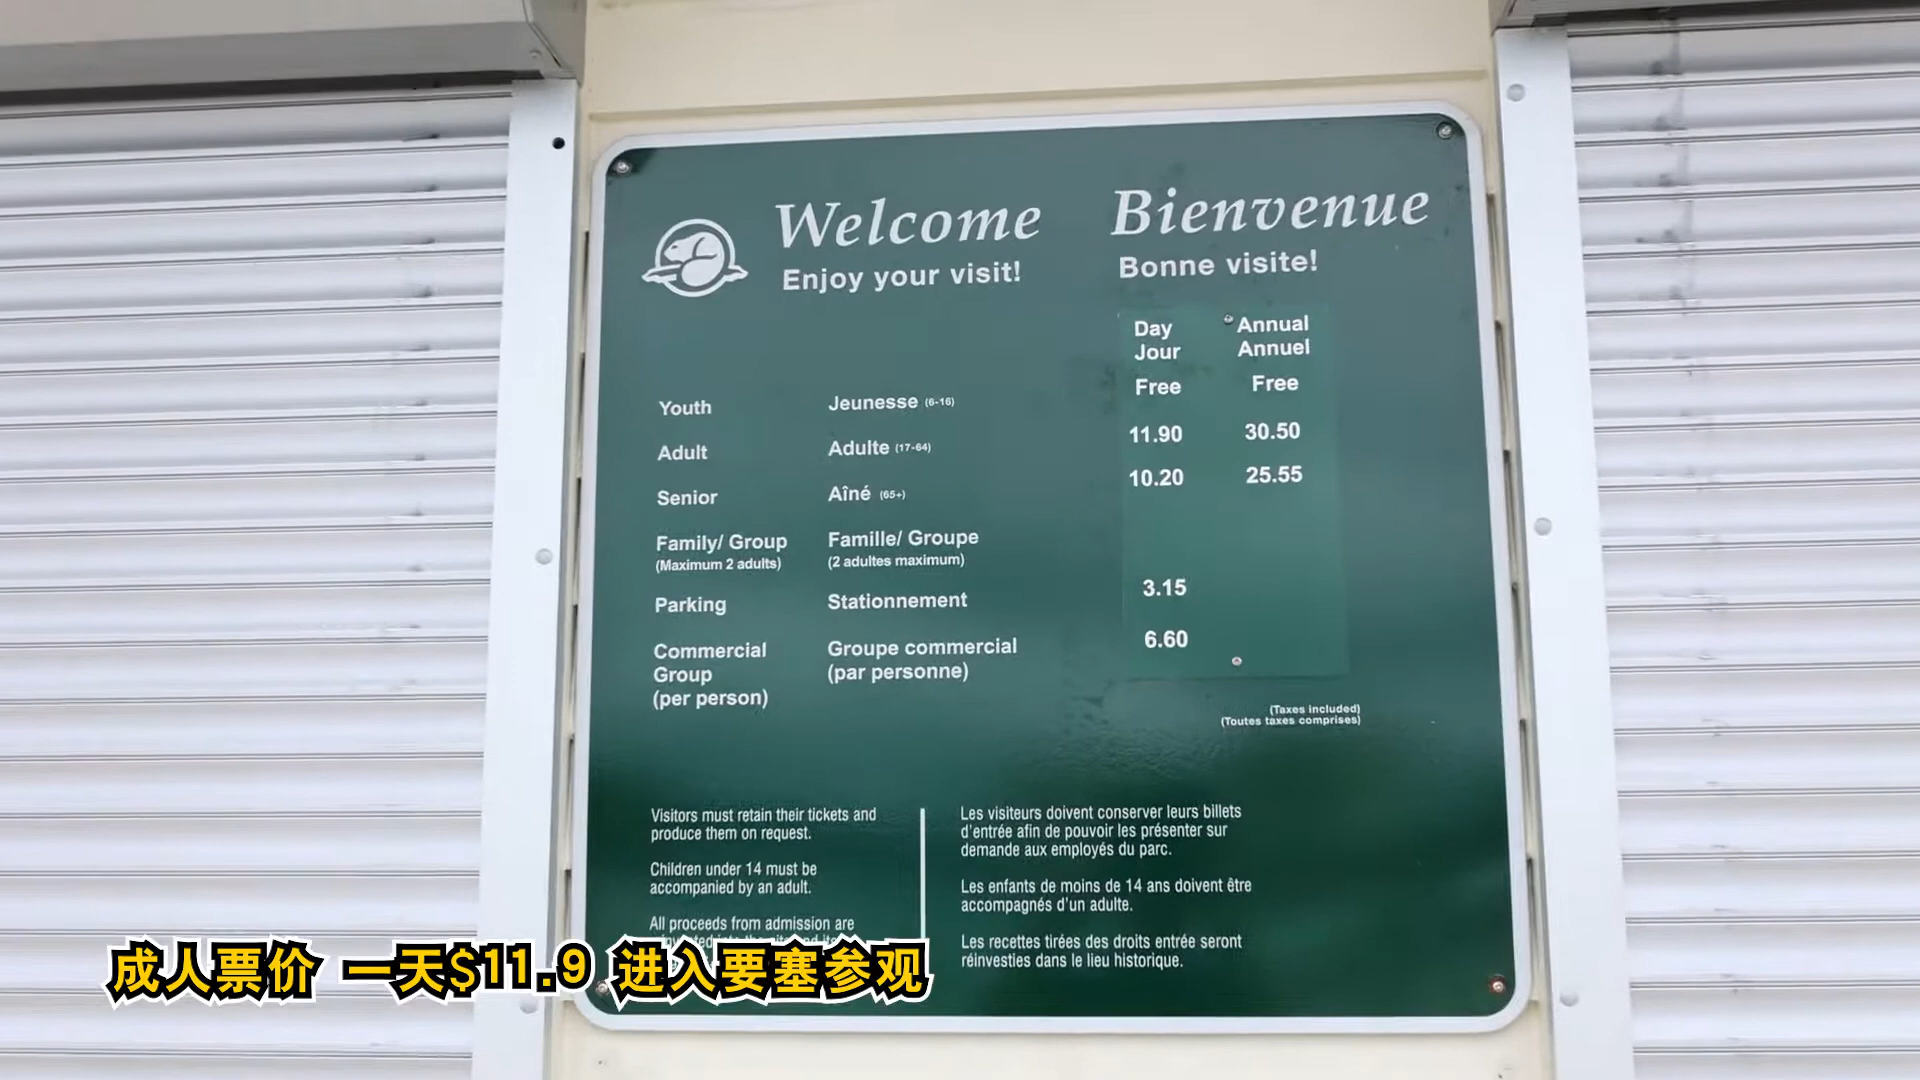 Welcome Bienvenue
Enjoy your visit! Bonne visite!
Day Annual
Jour Annuel
Youth Jeunesse (6-16) Free Free
Adult Adulte (17-64) 11.90 30.50
Senior Aîné (65+) 10.20 25.55
Family/ Group Famille/ Groupe
(Maximum 2 adults) (2 adultes maximum)
Parking Stationnement 3.15
Commercial Groupe commercial 6.60
Group (par personne)
(per person)
(Taxes included)
(Toutes taxes comprises)
Visitors must retain their tickets and
produce them on request.
Children under 14 must be
accompanied by an adult.
All proceeds from admission are
Les visiteurs doivent conserver leurs billets
d'entrée afin de pouvoir les présenter sur
demande aux employés du parc.
Les enfants de moins de 14 ans doivent être
accompagnés d'un adulte.
Les recettes tirées des droits entrée seront
réinvesties dans le lieu historique.
成人票价 一天$11.9 进入要塞参观